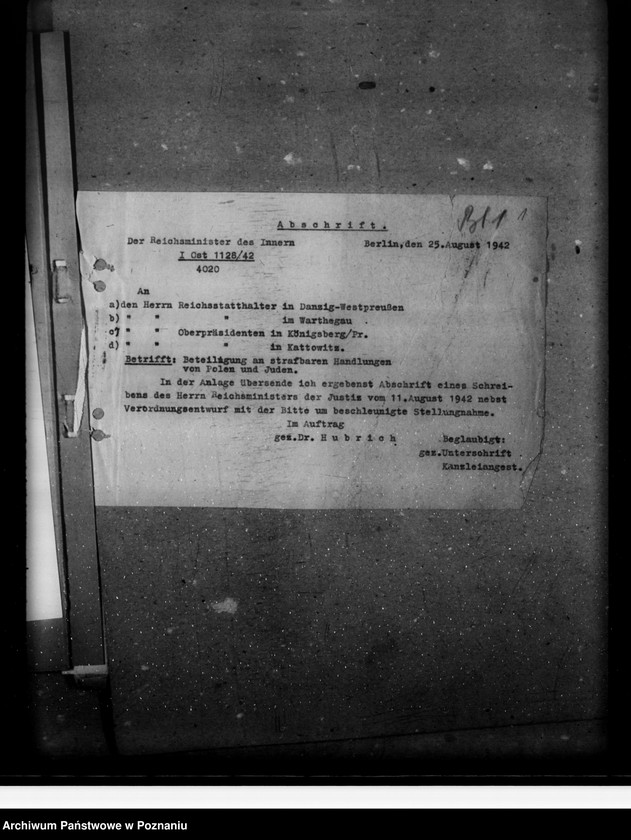 Abschrift.
Bl 1 1
Der Reichsminister des Innern Berlin,den 25.August 1942
I Ost 1128/42
4020
An
a)den Herrn Reichsstatthalter in Danzig-Westpreußen
b) " " " im Warthegau .
c) " " Oberpräsidenten in Königsberg/Pr.
d) " " " in Kattowitz.
Betrifft: Beteiligung an strafbaren Handlungen
von Polen und Juden.
In der Anlage übersende ich ergebenst Abschrift eines Schrei-
bens des Herrn Reichsministers der Justiz vom 11.August 1942 nebst
Verordnungsentwurf mit der Bitte um beschleunigte Stellungnahme.
Im Auftrag
gez.Dr. Hubrich Beglaubigt:
gez.Unterschrift
Kanzleiangest.
Archiwum Państwowe w Poznaniu